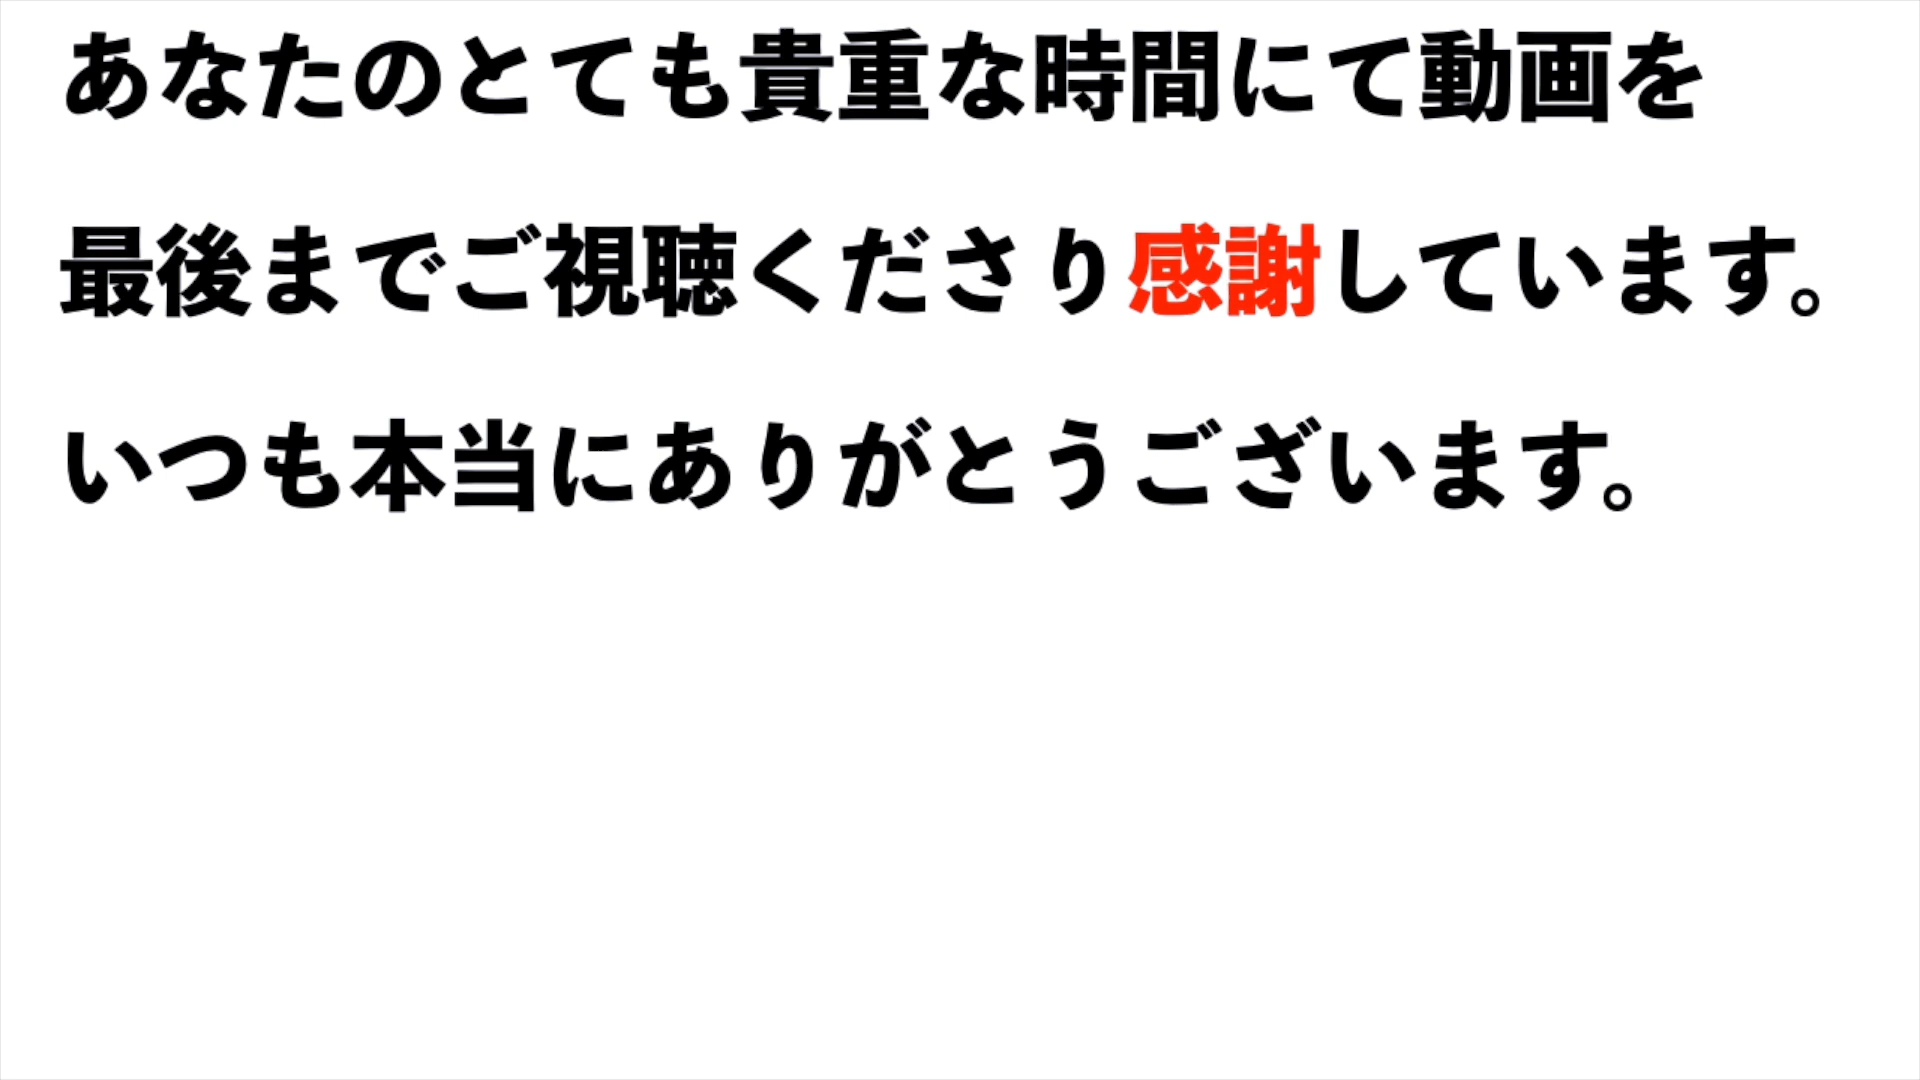 あなたのとても貴重な時間にて動画を
最後までご視聴くださり感謝しています。
いつも本当にありがとうございます。